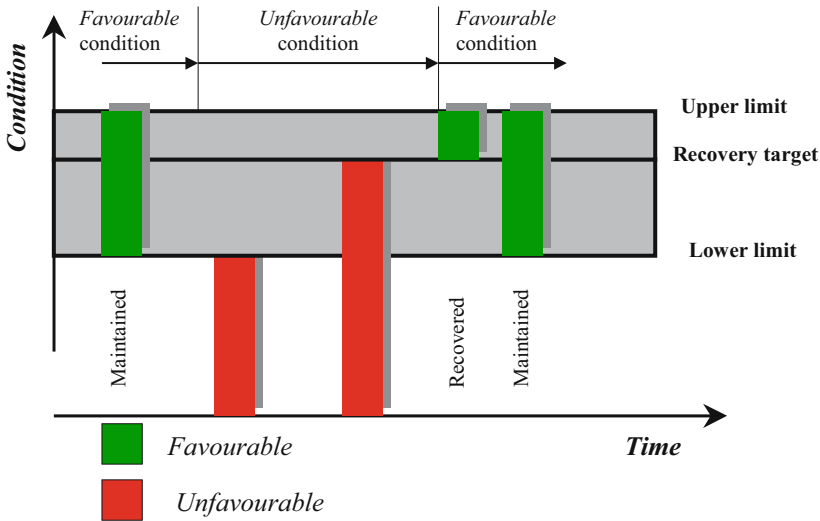 Favourable
condition
Unfavourable
condition
Favourable
condition
Condition
Upper limit
Recovery target
Lower limit
Maintained
Recovered
Maintained
Time
Favourable
Unfavourable